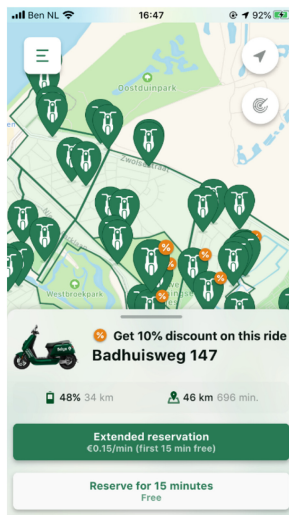 Ben NL 16:47 92%
Oostduinpark
Zwolsestraat
Westbroekpark
% Get 10% discount on this ride
Badhuisweg 147
48% 34 km 46 km 696 min.
Extended reservation
€0.15/min (first 15 min free)
Reserve for 15 minutes
Free